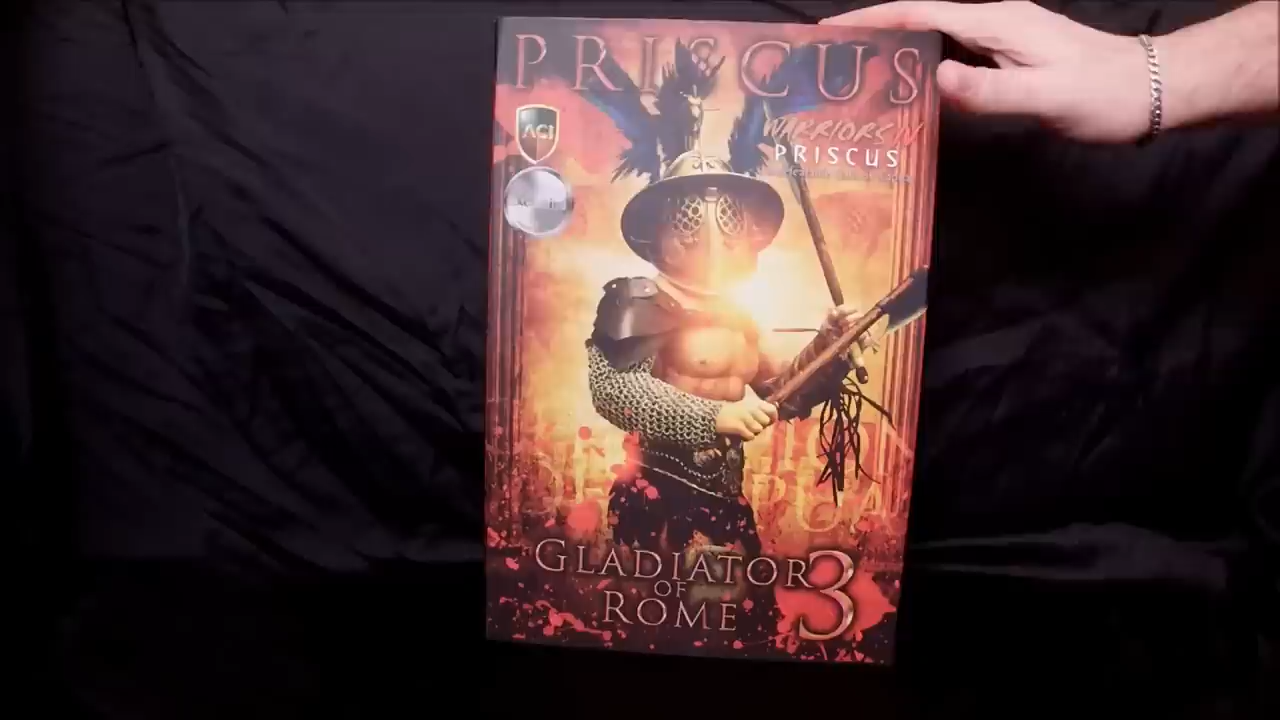 PRISCUS
ACI
WARRIORS IV
PRISCUS
GLADIATOR
OF
ROME
3